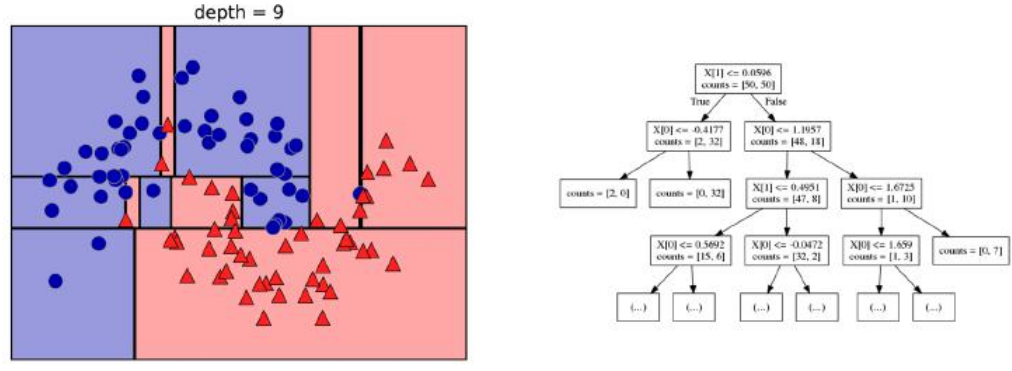 depth = 9
X[1] <= 0.0596
counts = [50, 50]
True
False
X[0] <= -0.4177
counts = [2, 32]
X[0] <= 1.1957
counts = [48, 18]
counts = [2, 0]
counts = [0, 32]
X[1] <= 0.4951
counts = [47, 8]
X[0] <= 1.6725
counts = [1, 10]
X[0] <= 0.5692
counts = [15, 6]
X[0] <= -0.0472
counts = [32, 2]
X[0] <= 1.659
counts = [1, 3]
counts = [0, 7]
(...)
(...)
(...)
(...)
(...)
(...)